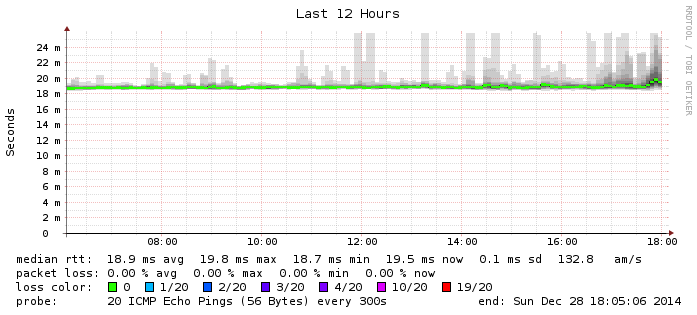 Last 12 Hours
RRDTOOL / TOBI OETIKER
Seconds
24 m
22 m
20 m
18 m
16 m
14 m
12 m
10 m
8 m
6 m
4 m
2 m
0
08:00 10:00 12:00 14:00 16:00 18:00
median rtt: 18.9 ms avg 19.8 ms max 18.7 ms min 19.5 ms now 0.1 ms sd 132.8 am/s
packet loss: 0.00 % avg 0.00 % max 0.00 % min 0.00 % now
loss color: 0 1/20 2/20 3/20 4/20 10/20 19/20
probe: 20 ICMP Echo Pings (56 Bytes) every 300s end: Sun Dec 28 18:05:06 2014